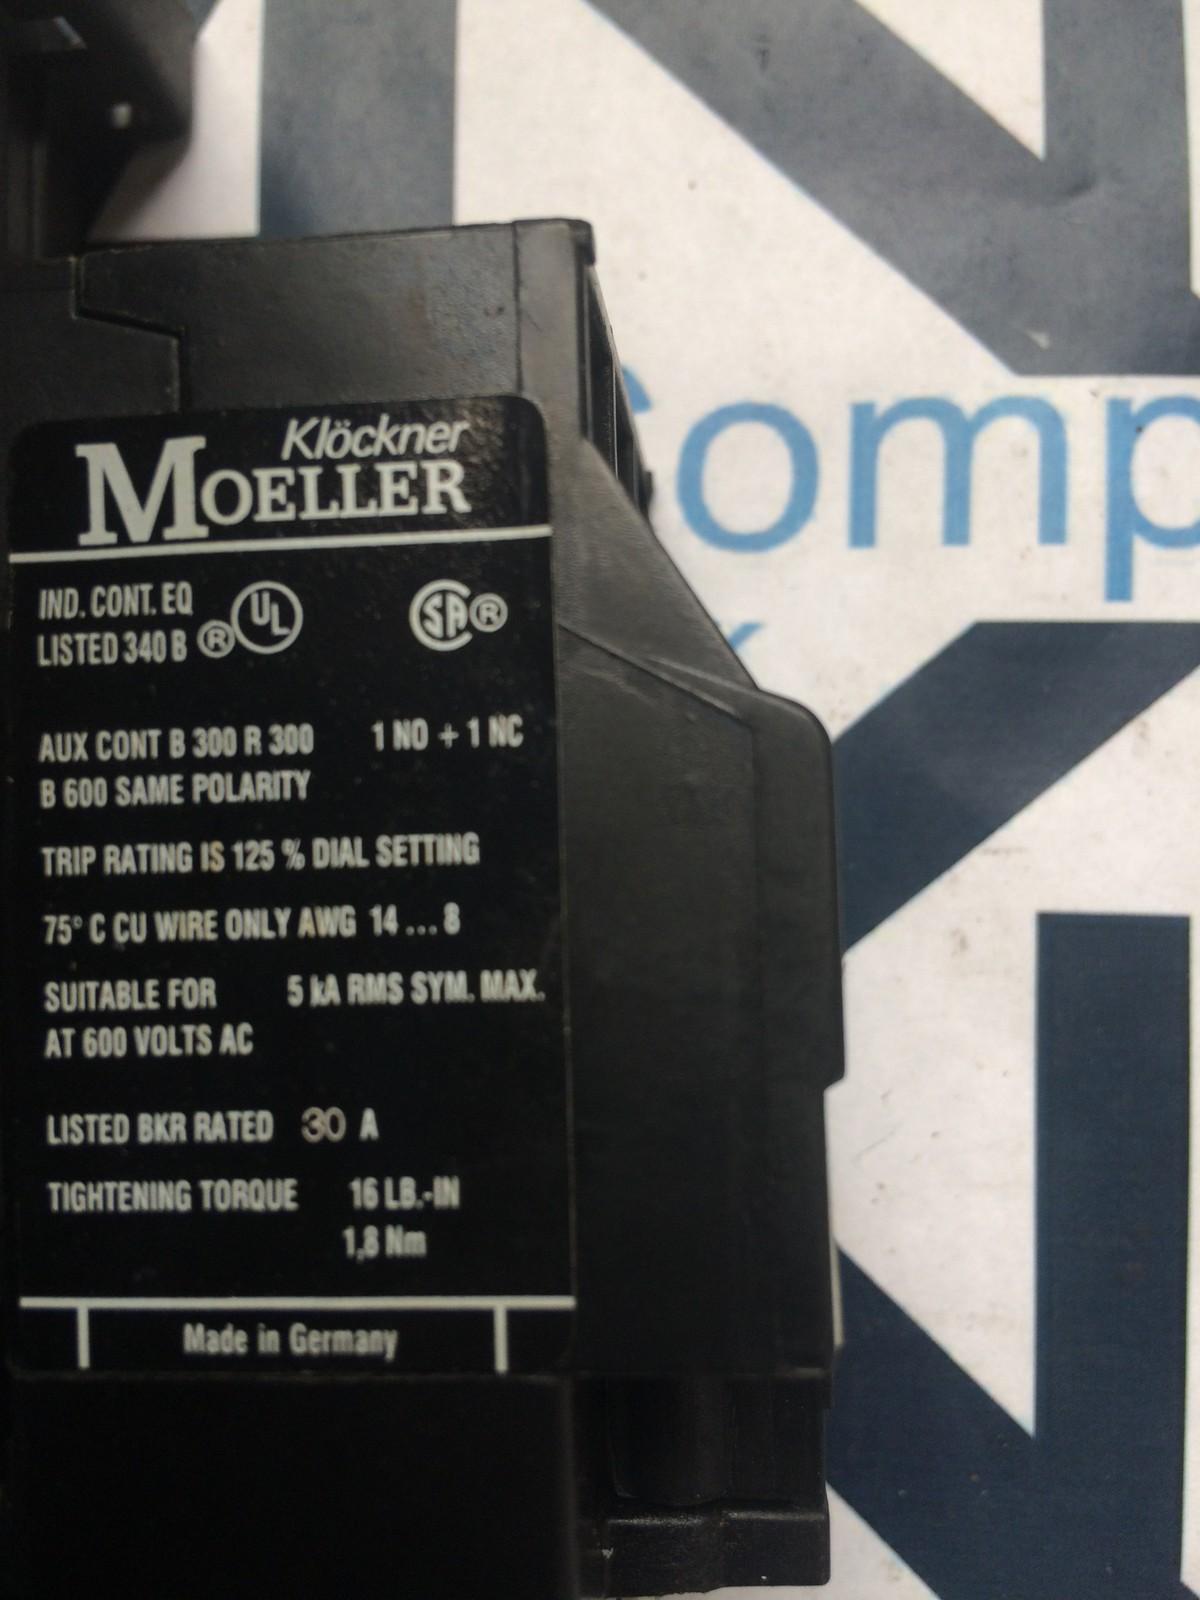 Klöckner
MOELLER
IND. CONT. EQ
LISTED 340 B ® UL
SA ®
AUX CONT B 300 R 300 1 NO + 1 NC
B 600 SAME POLARITY
TRIP RATING IS 125 % DIAL SETTING
75° C CU WIRE ONLY AWG 14 ... 8
SUITABLE FOR 5 kA RMS SYM. MAX.
AT 600 VOLTS AC
LISTED BKR RATED 30 A
TIGHTENING TORQUE 16 LB.-IN
1,8 Nm
Made in Germany
Comp